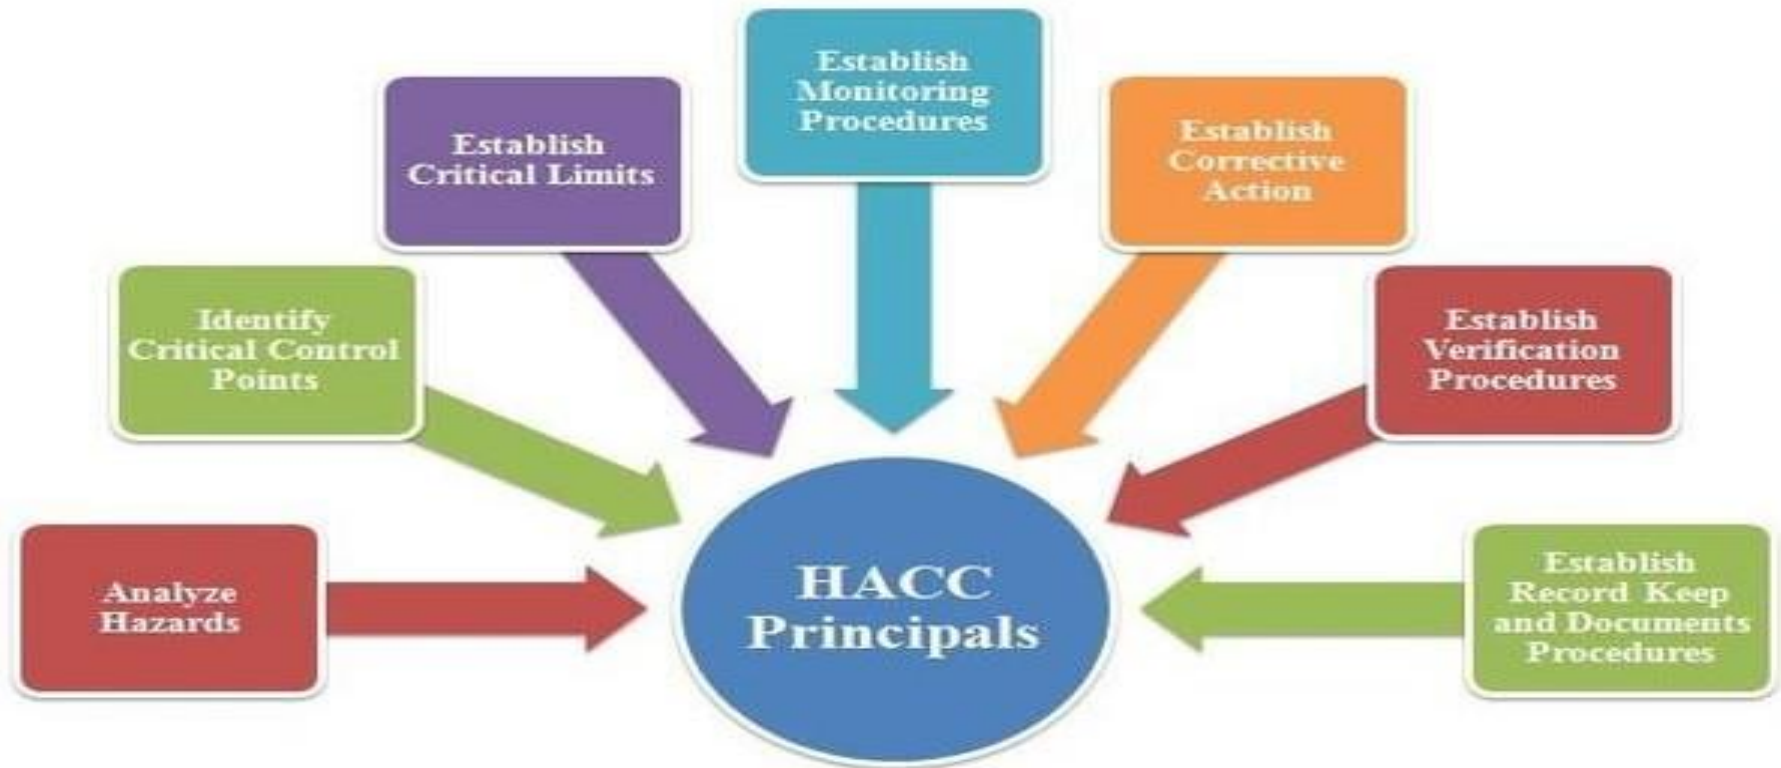 Establish
Monitoring
Procedures
Establish
Critical Limits
Establish
Corrective
Action
Identify
Critical Control
Points
Establish
Verification
Procedures
Analyze
Hazards
HACC
Principals
Establish
Record Keep
and Documents
Procedures